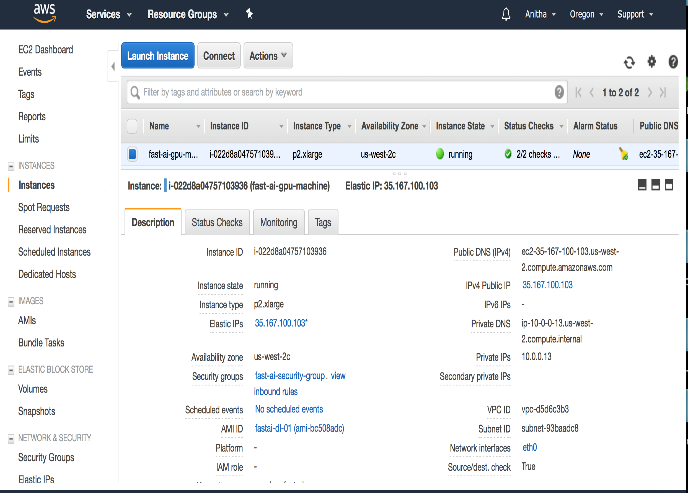 aws Services Resource Groups Anitha Oregon Support
EC2 Dashboard
Events
Tags
Reports
Limits
INSTANCES
Instances
Spot Requests
Reserved Instances
Scheduled Instances
Dedicated Hosts
IMAGES
AMIs
Bundle Tasks
ELASTIC BLOCK STORE
Volumes
Snapshots
NETWORK & SECURITY
Security Groups
Elastic IPs
Launch Instance Connect Actions
Filter by tags and attributes or search by keyword 1 to 2 of 2
Name Instance ID Instance Type Availability Zone Instance State Status Checks Alarm Status Public DNS
fast-ai-gpu-m... i-022d8a047571039... p2.xlarge us-west-2c running 2/2 checks ... None ec2-35-167-
Instance: i-022d8a04757103936 (fast-ai-gpu-machine) Elastic IP: 35.167.100.103
Description Status Checks Monitoring Tags
Instance ID i-022d8a04757103936
Instance state running
Instance type p2.xlarge
Elastic IPs 35.167.100.103*
Availability zone us-west-2c
Security groups fast-ai-security-group. view
inbound rules
Scheduled events No scheduled events
AMI ID fastai-dl-01 (ami-bc508adc)
Platform -
IAM role -
Public DNS (IPv4) ec2-35-167-100-103.us-west-
2.compute.amazonaws.com
IPv4 Public IP 35.167.100.103
IPv6 IPs -
Private DNS ip-10-0-0-13.us-west-
2.compute.internal
Private IPs 10.0.0.13
Secondary private IPs
VPC ID vpc-d5d6c3b3
Subnet ID subnet-93baadc8
Network interfaces eth0
Source/dest. check True